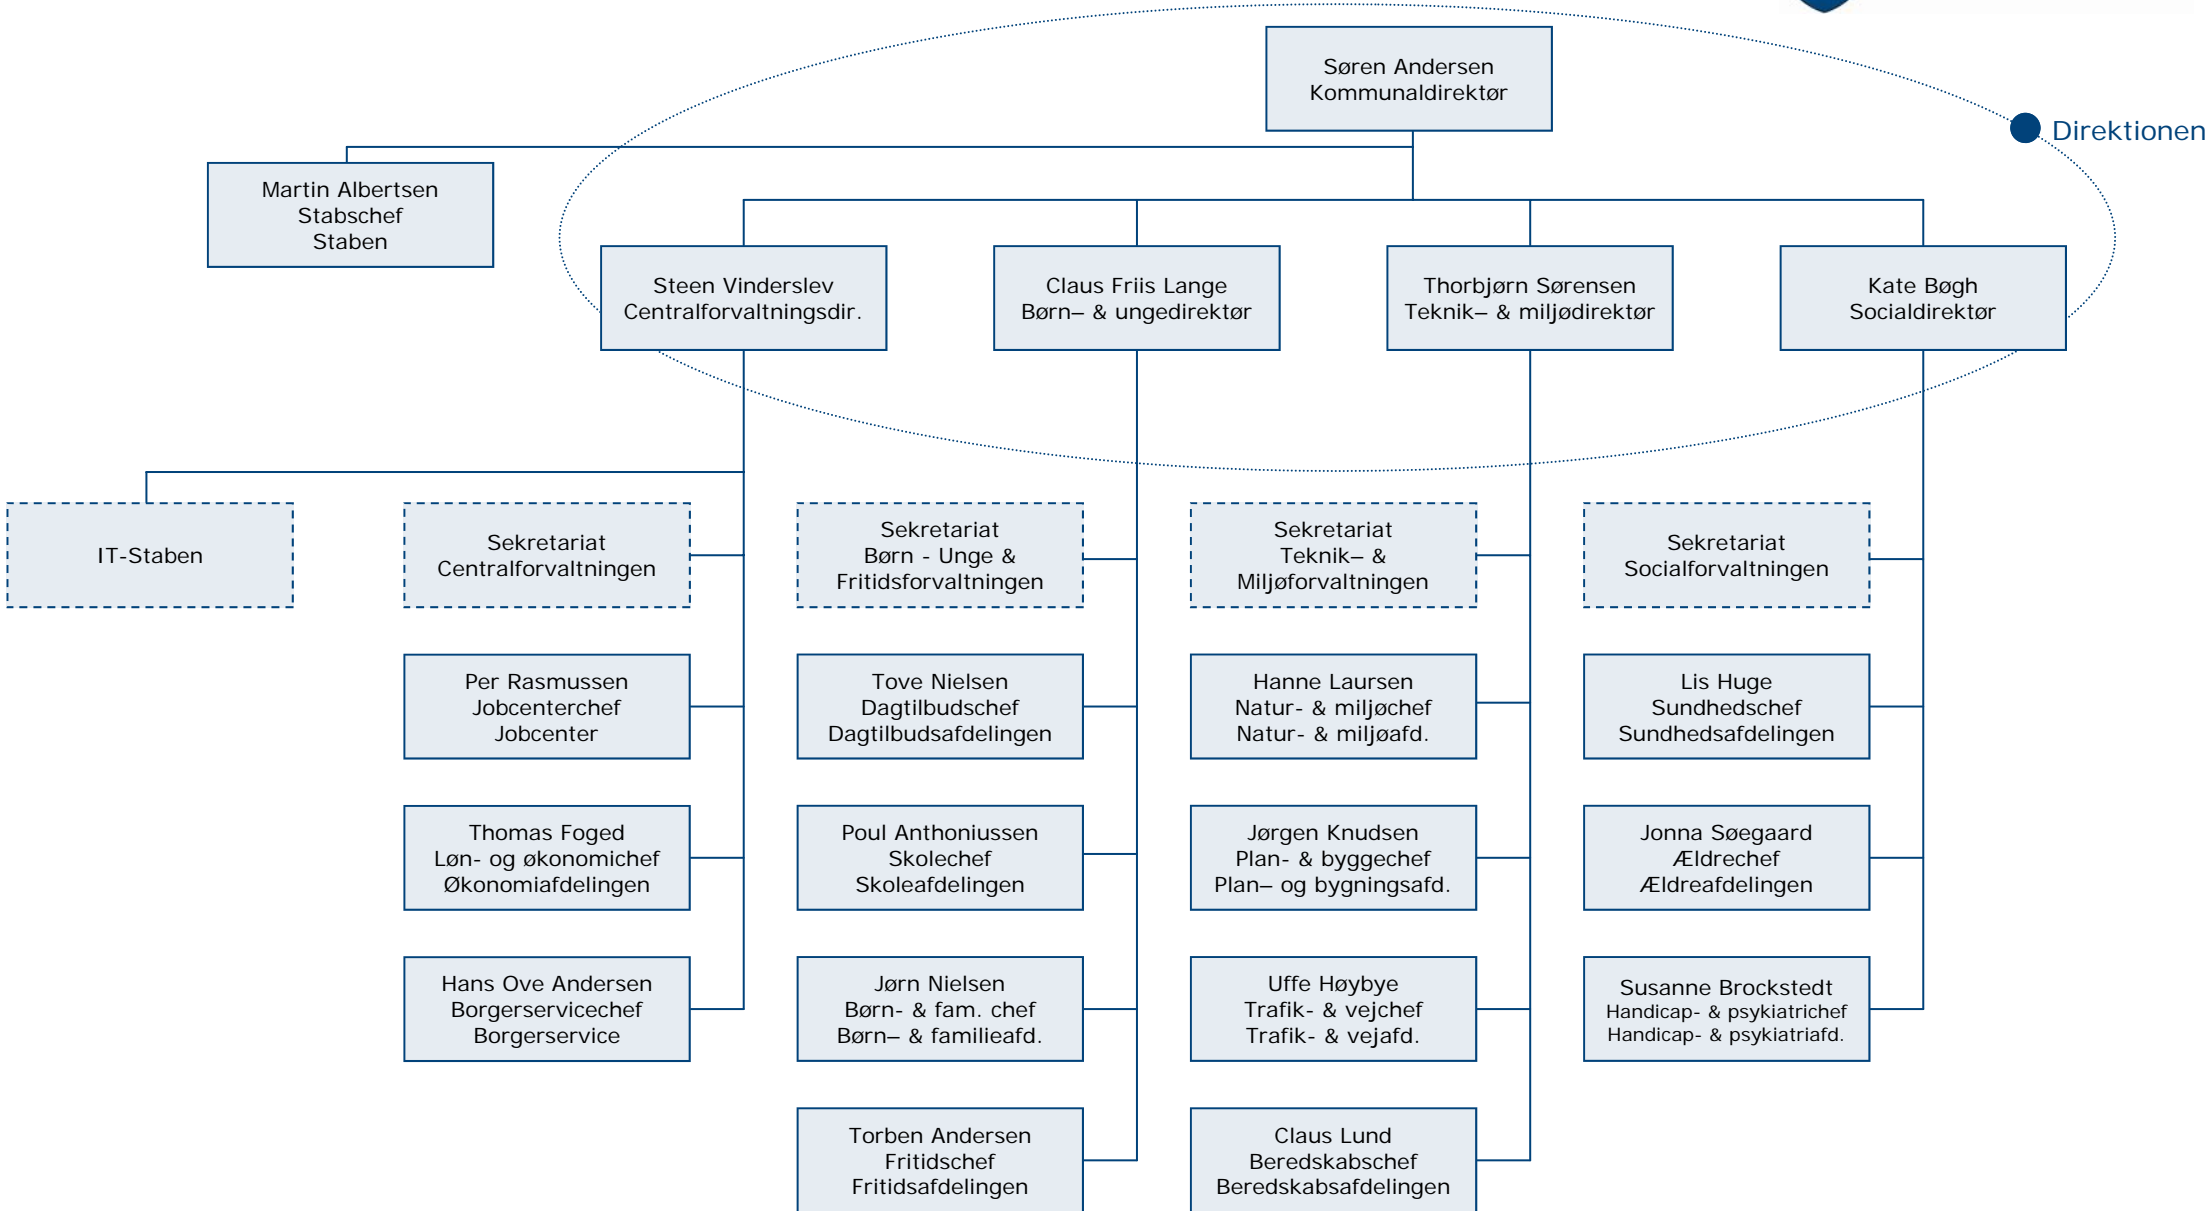 Søren Andersen
Kommunaldirektør
Direktionen
Martin Albertsen
Stabschef
Staben
Steen Vinderslev
Centralforvaltningsdir.
Claus Friis Lange
Børn– & ungedirektør
Thorbjørn Sørensen
Teknik– & miljødirektør
Kate Bøgh
Socialdirektør
IT-Staben
Sekretariat
Centralforvaltningen
Sekretariat
Børn - Unge &
Fritidsforvaltningen
Sekretariat
Teknik– &
Miljøforvaltningen
Sekretariat
Socialforvaltningen
Per Rasmussen
Jobcenterchef
Jobcenter
Tove Nielsen
Dagtilbudschef
Dagtilbudsafdelingen
Hanne Laursen
Natur- & miljøchef
Natur- & miljøafd.
Lis Huge
Sundhedschef
Sundhedsafdelingen
Thomas Foged
Løn- og økonomichef
Økonomiafdelingen
Poul Anthoniussen
Skolechef
Skoleafdelingen
Jørgen Knudsen
Plan- & byggechef
Plan– og bygningsafd.
Jonna Søegaard
Ældrechef
Ældreafdelingen
Hans Ove Andersen
Borgerservicechef
Borgerservice
Jørn Nielsen
Børn- & fam. chef
Børn– & familieafd.
Uffe Høybye
Trafik- & vejchef
Trafik- & vejafd.
Susanne Brockstedt
Handicap- & psykiatrichef
Handicap- & psykiatriafd.
Torben Andersen
Fritidschef
Fritidsafdelingen
Claus Lund
Beredskabschef
Beredskabsafdelingen